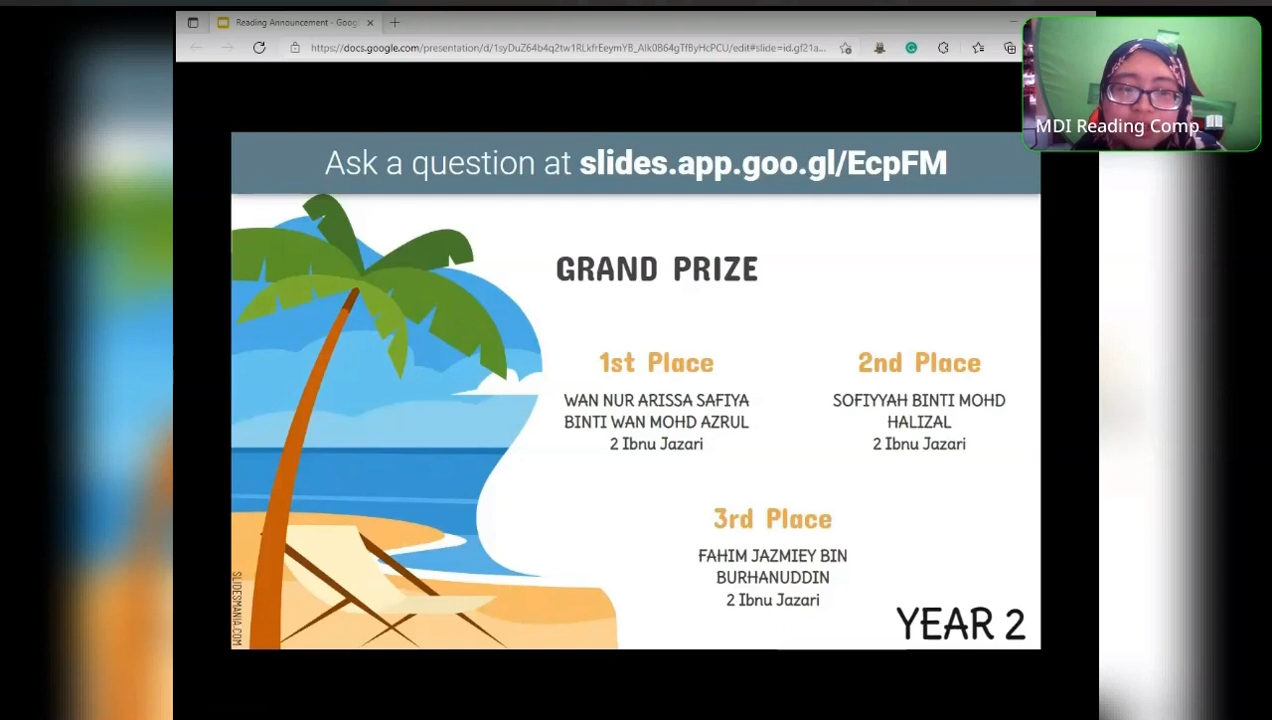 Reading Announcement - Goog
https://docs.google.com/presentation/d/1syDuZ64b4q2tw1RLkfrEeymYB_Alk0B64gTfByHcPCU/edit#slide=id.gf21a...
MDI Reading Comp
Ask a question at slides.app.goo.gl/EcpFM
GRAND PRIZE
1st Place
WAN NUR ARISSA SAFIYA
BINTI WAN MOHD AZRUL
2 Ibnu Jazari
2nd Place
SOFIYYAH BINTI MOHD
HALIZAL
2 Ibnu Jazari
3rd Place
FAHIM JAZMIEY BIN
BURHANUDDIN
2 Ibnu Jazari
YEAR 2
SLIDESMANIA.COM